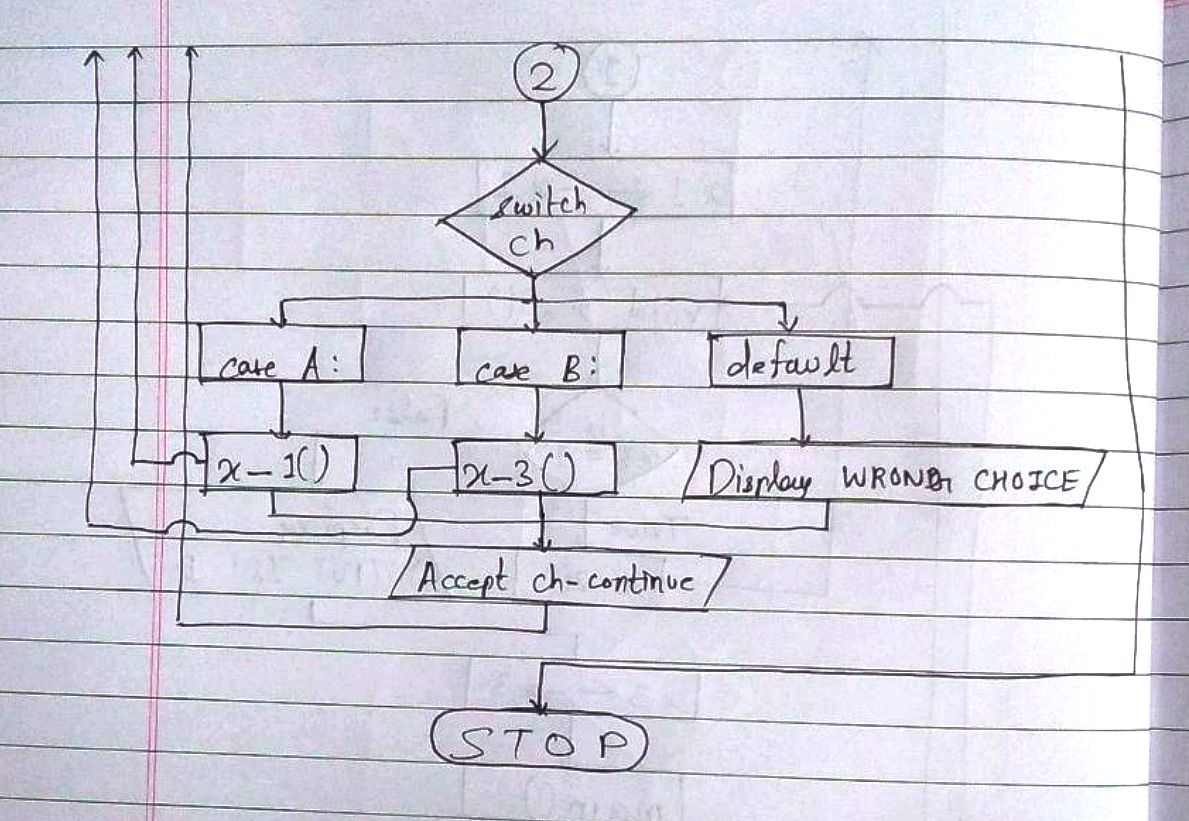 2
switch
ch
case A:
case B:
default
x-1()
x-3()
Display WRONG CHOICE
Accept ch-continue
STOP